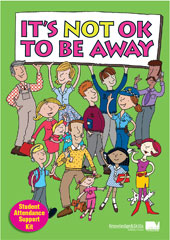 IT'S NOT OK
TO BE AWAY
Student
Attendance
Support
Kit